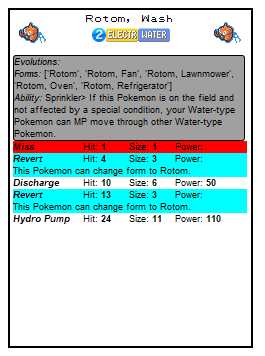 Rotom, Wash
2 ELECTR WATER
Evolutions:
Forms: ['Rotom', 'Rotom, Fan', 'Rotom, Lawnmower',
'Rotom, Oven', 'Rotom, Refrigerator']
Ability: Sprinkler> If this Pokemon is on the field and
not affected by a special condition, your Water-type
Pokemon can MP move through other Water-type
Pokemon.
Miss Hit: 1 Size: 1 Power:
Revert Hit: 4 Size: 3 Power:
This Pokemon can change form to Rotom.
Discharge Hit: 10 Size: 6 Power: 50
Revert Hit: 13 Size: 3 Power:
This Pokemon can change form to Rotom.
Hydro Pump Hit: 24 Size: 11 Power: 110